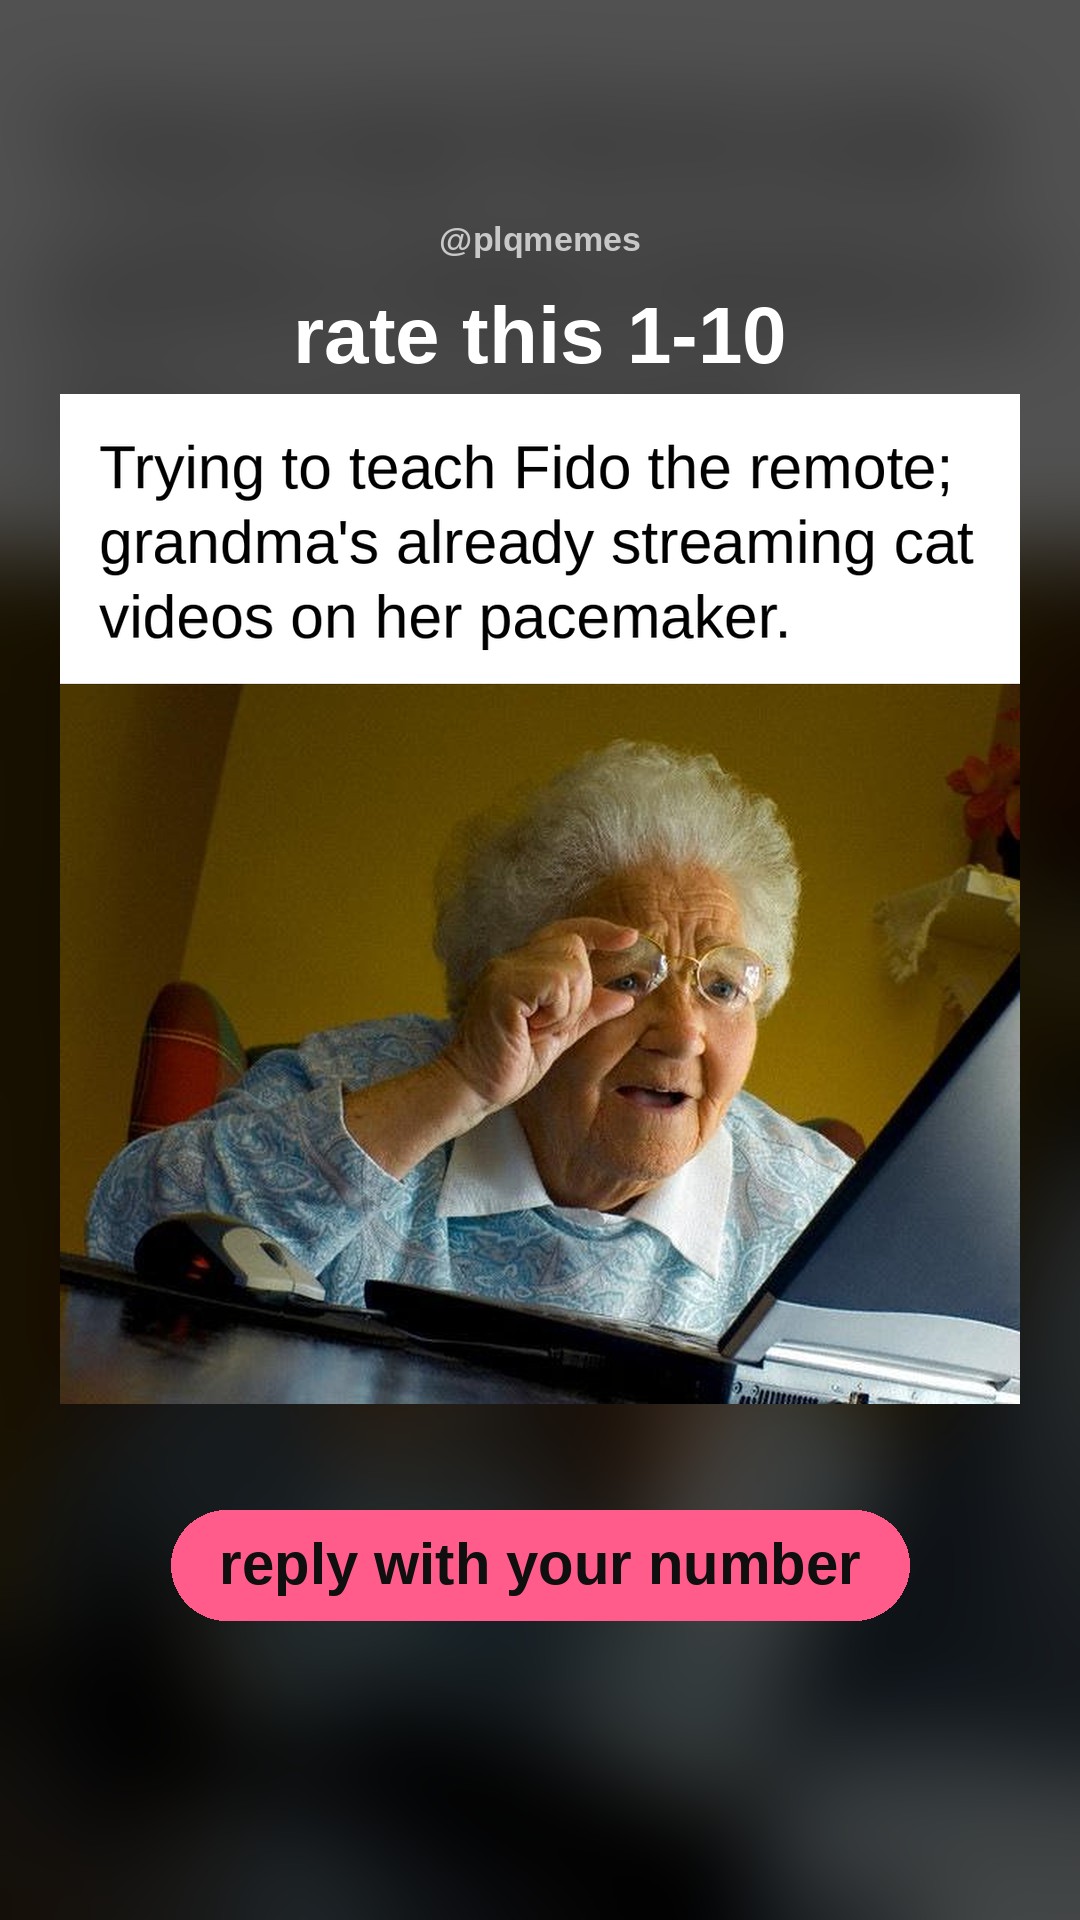 @plqmemes
rate this 1-10
Trying to teach Fido the remote;
grandma's already streaming cat
videos on her pacemaker.
reply with your number